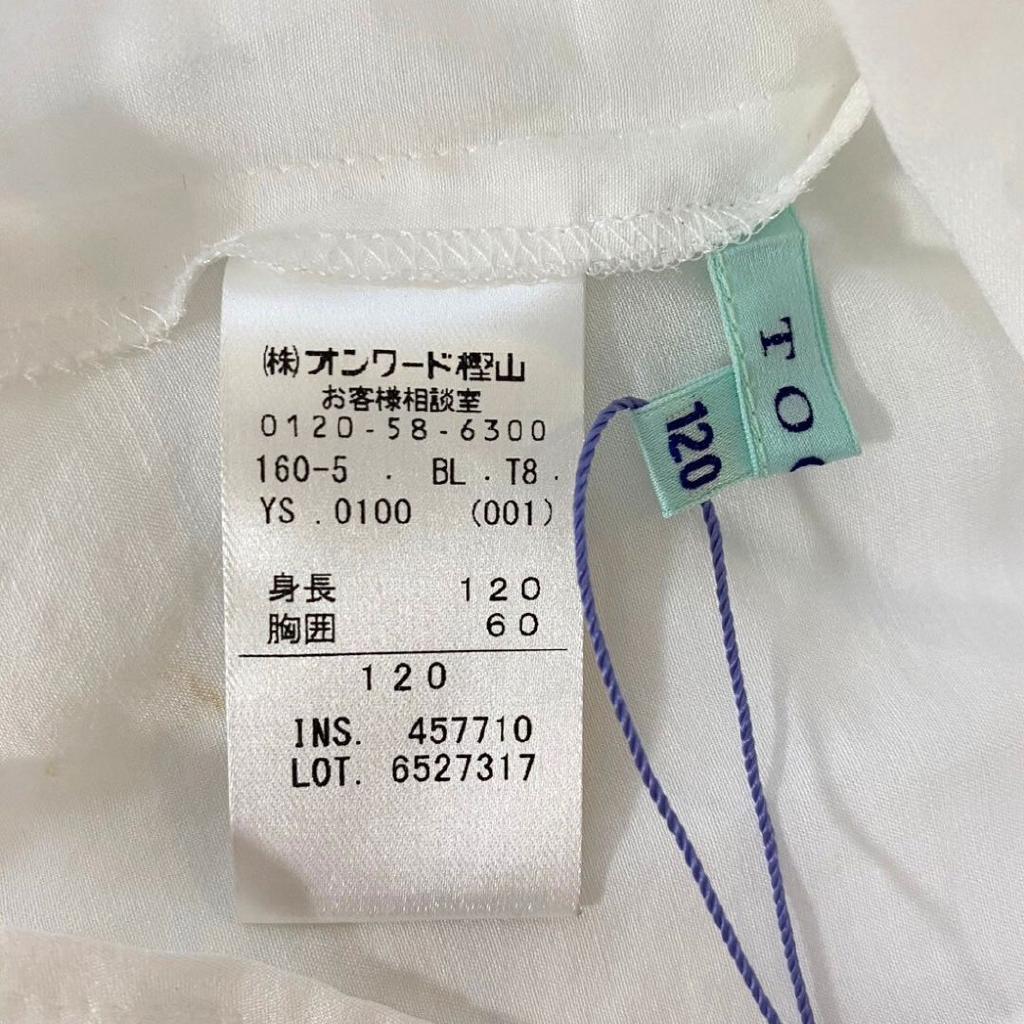 (株)オンワード樫山
お客様相談室
0120-58-6300
160-5 . BL . T8 .
YS .0100 (001)
身長 120
胸囲 60
120
INS. 457710
LOT. 6527317
120
TO